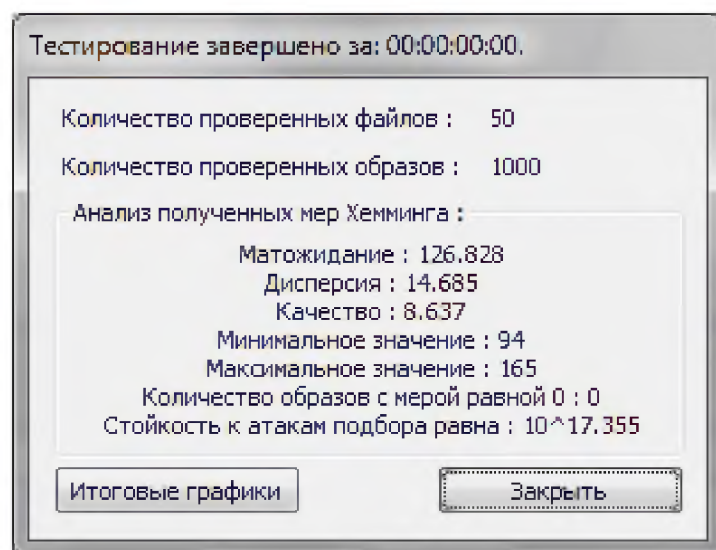 Тестирование завершено за: 00:00:00:00.
Количество проверенных файлов : 50
Количество проверенных образов : 1000
Анализ полученных мер Хемминга :
Матожидание : 126.828
Дисперсия : 14.685
Качество : 8.637
Минимальное значение : 94
Максимальное значение : 165
Количество образов с мерой равной 0 : 0
Стойкость к атакам подбора равна : 10^17.355
Итоговые графики
Закрыть